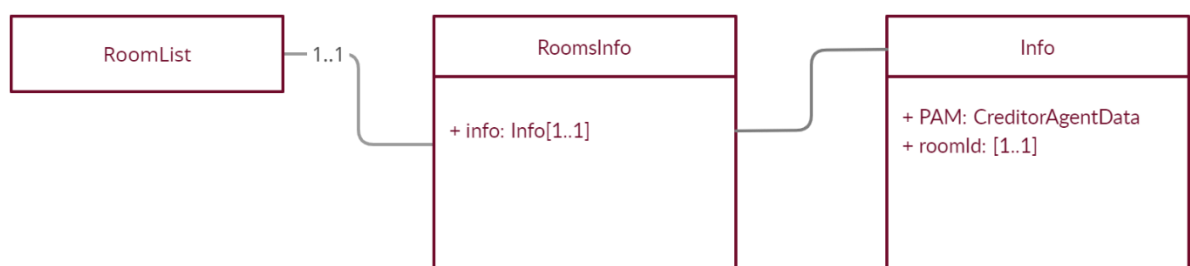 RoomList
1..1
RoomsInfo
+ info: Info[1..1]
Info
+ PAM: CreditorAgentData
+ roomId: [1..1]